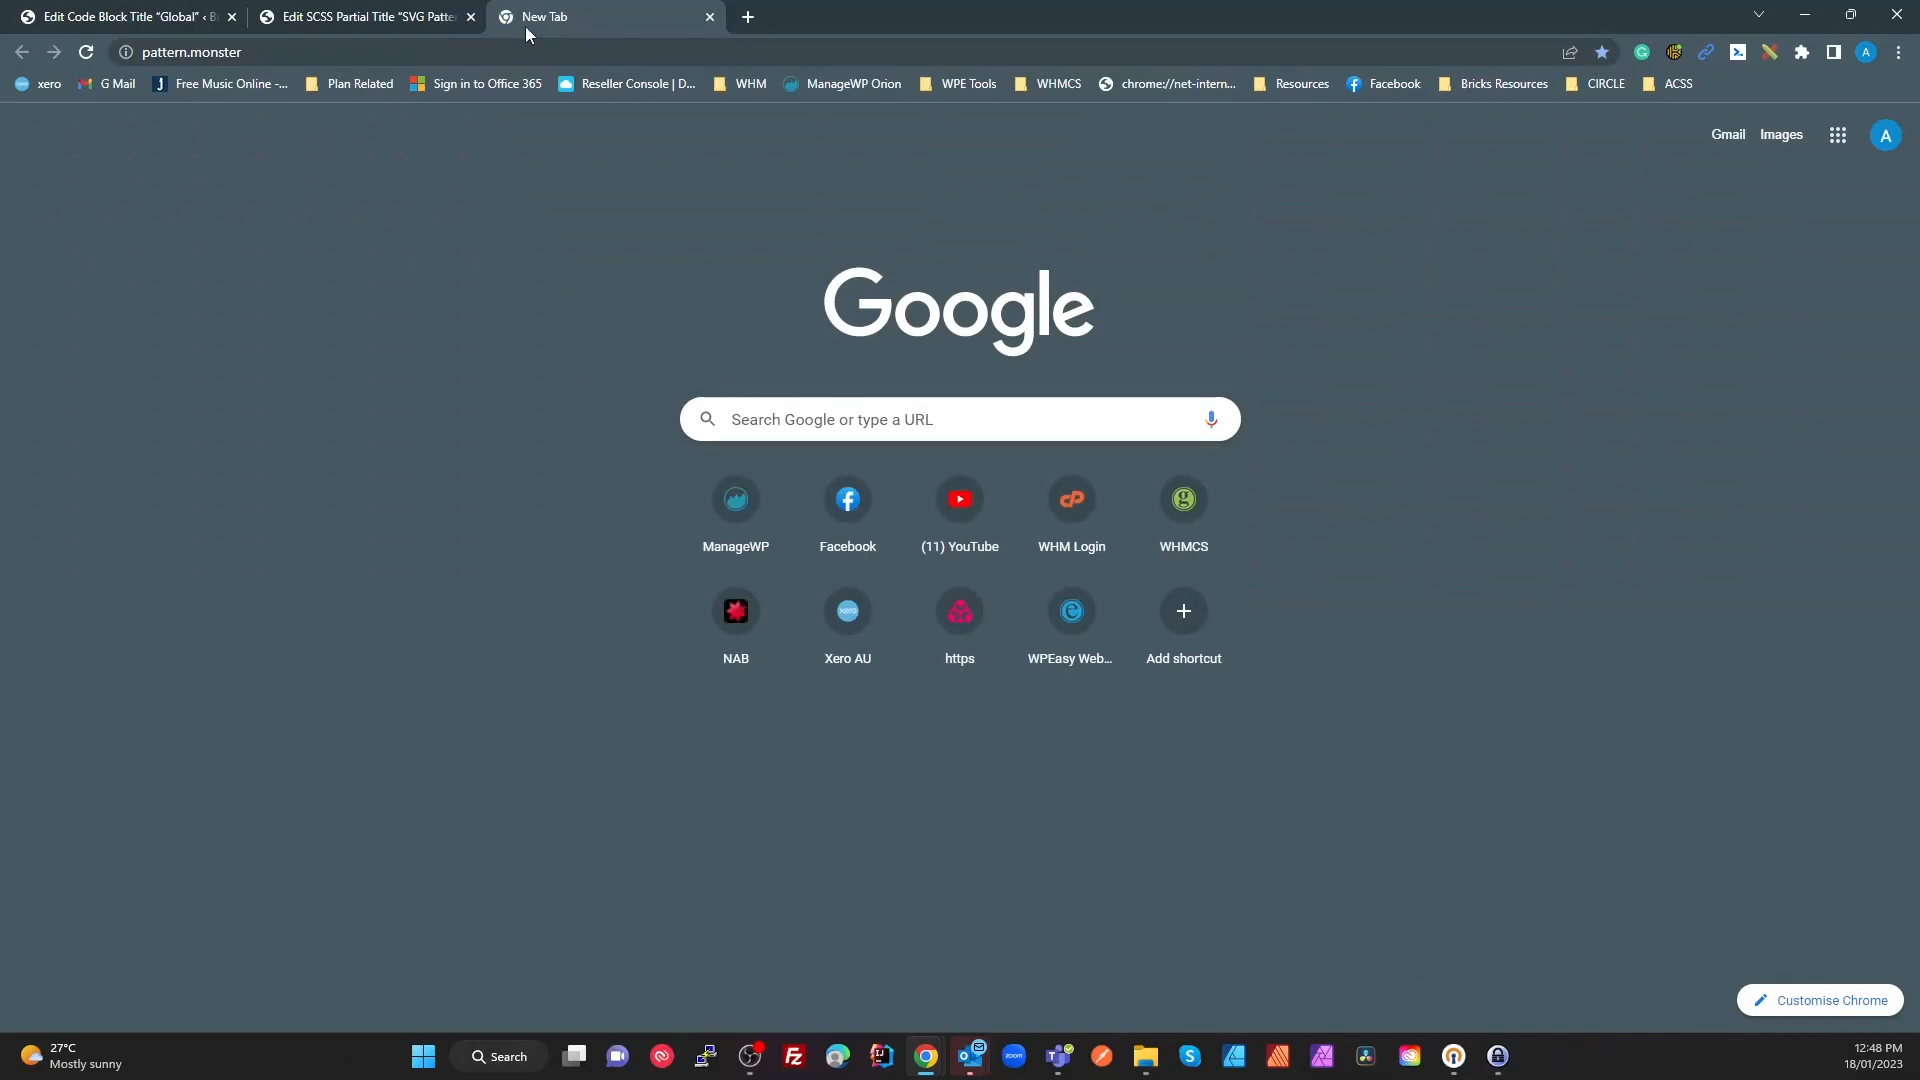 Edit Code Block Title "Global" ‹ B
Edit SCSS Partial Title "SVG Patte
New Tab
pattern.monster
xero
G Mail
Free Music Online -...
Plan Related
Sign in to Office 365
Reseller Console | D...
WHM
ManageWP Orion
WPE Tools
WHMCS
chrome://net-intern...
Resources
Facebook
Bricks Resources
CIRCLE
ACSS
Gmail
Images
A
Google
Search Google or type a URL
ManageWP
Facebook
(11) YouTube
WHM Login
WHMCS
NAB
Xero AU
https
WPEasy Web...
Add shortcut
Customise Chrome
27°C
Mostly sunny
Search
12:48 PM
18/01/2023